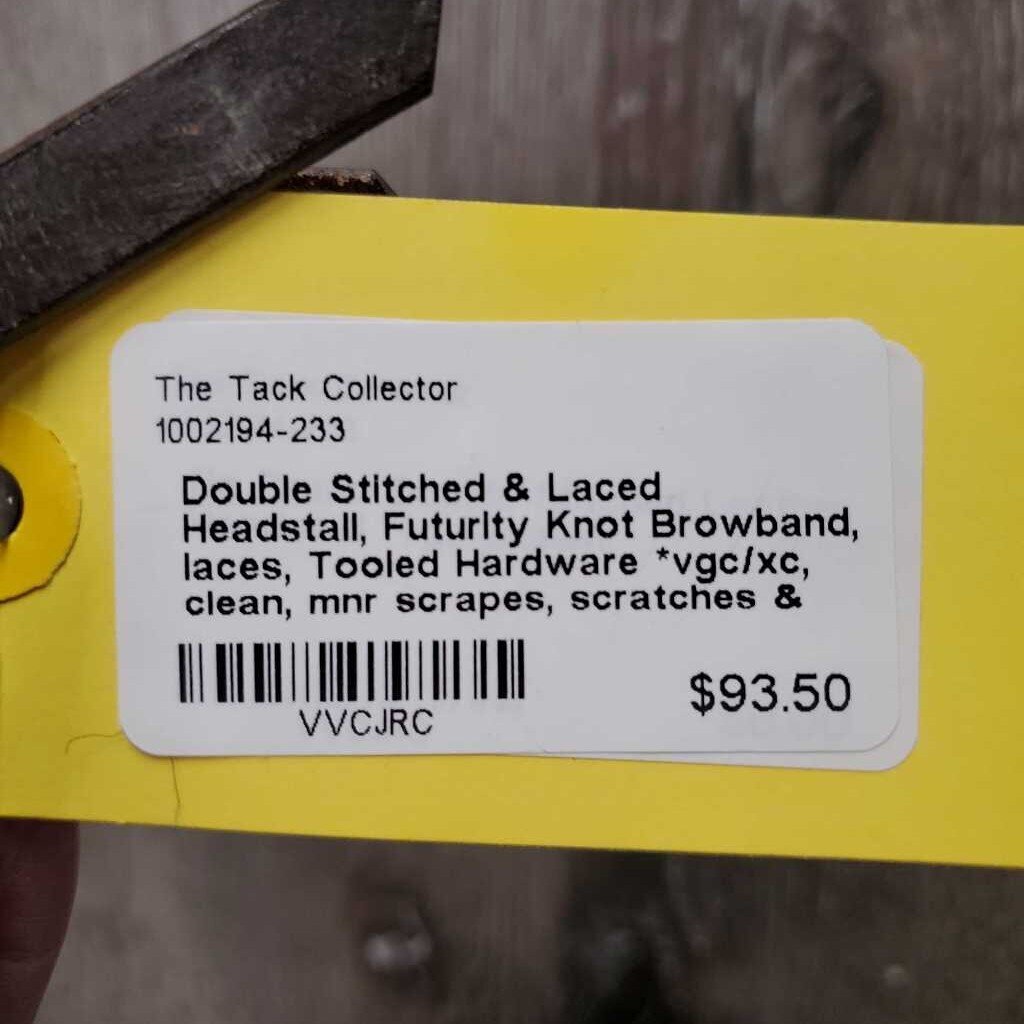 The Tack Collector
1002194-233
Double Stitched & Laced
Headstall, Futurity Knot Browband,
laces, Tooled Hardware *vgc/xc,
clean, mnr scrapes, scratches &
VVCJRC
$93.50